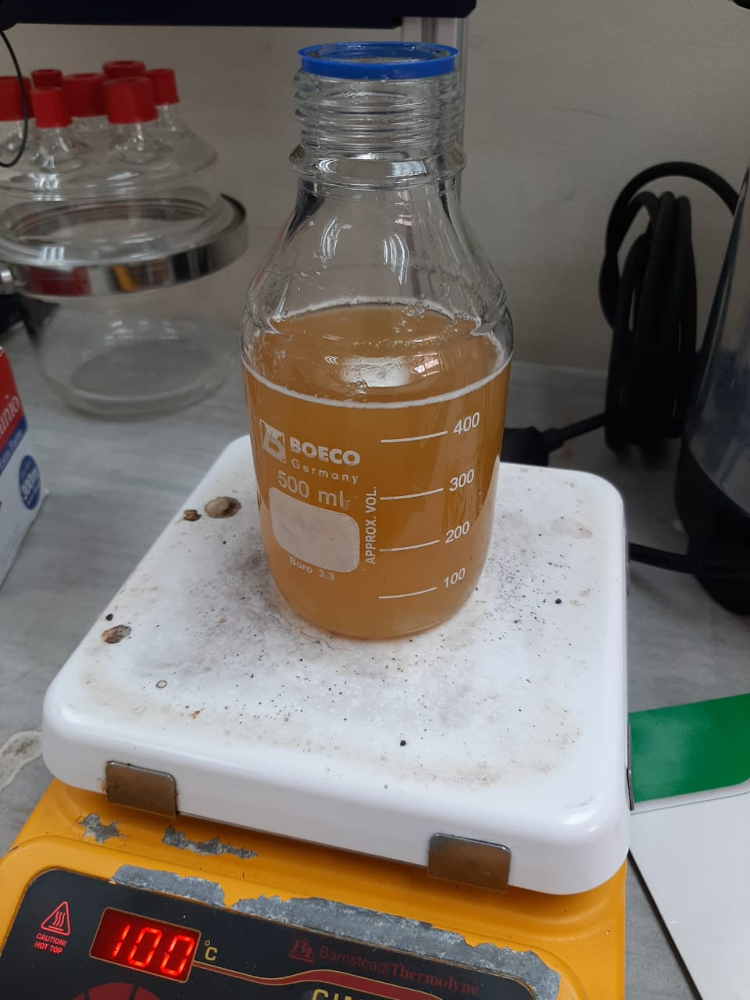 BOECO
Germany
500 ml
APPROX. VOL.
400
300
200
100
Boro 3.3
CAUTION!
HOT TOP
100 °C
Barnstead|Thermolyne